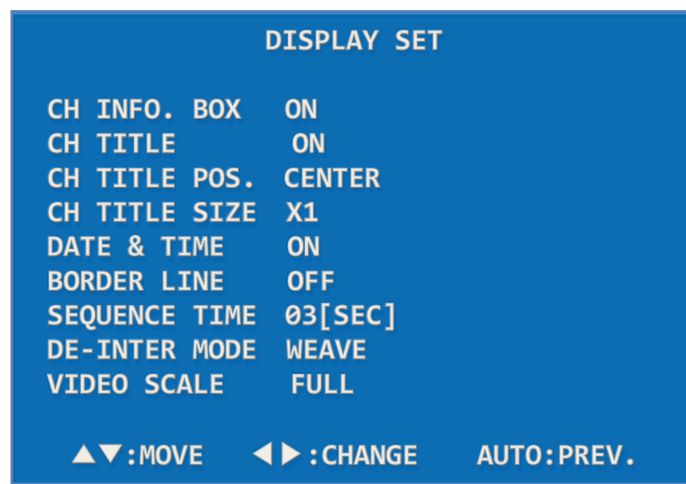 DISPLAY SET
CH INFO. BOX ON
CH TITLE ON
CH TITLE POS. CENTER
CH TITLE SIZE X1
DATE & TIME ON
BORDER LINE OFF
SEQUENCE TIME 03[SEC]
DE-INTER MODE WEAVE
VIDEO SCALE FULL
▲▼:MOVE ◀▶:CHANGE AUTO:PREV.